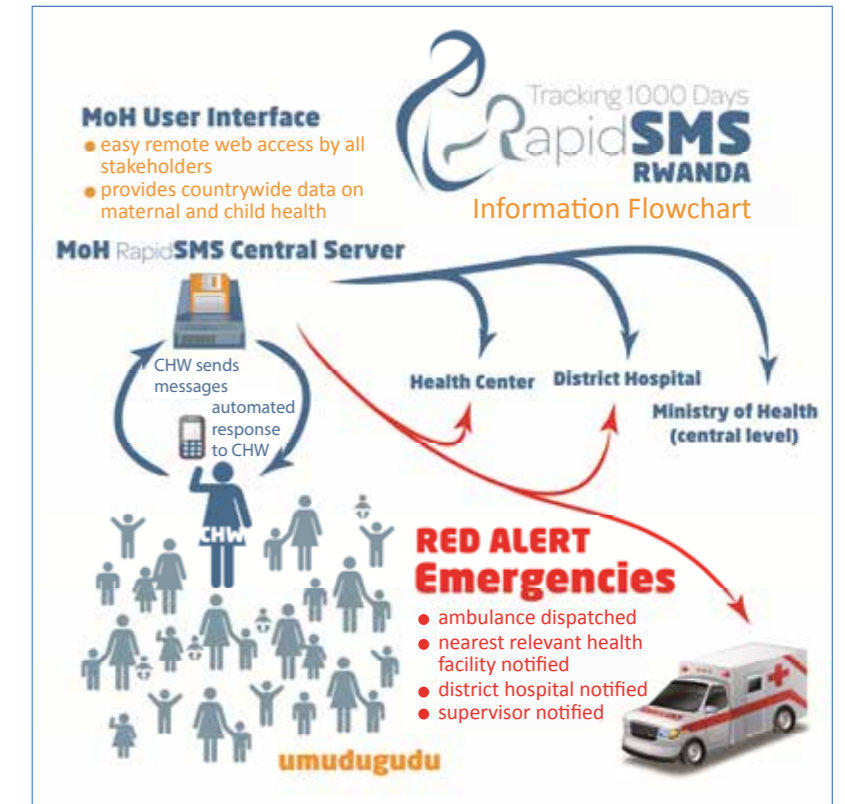 Tracking 1000 Days
RapidSMS
RWANDA
Information Flowchart
MoH User Interface
● easy remote web access by all
stakeholders
● provides countrywide data on
maternal and child health
MoH RapidSMS Central Server
CHW sends
messages
automated
response
to CHW
CHW
Health Center
District Hospital
Ministry of Health
(central level)
RED ALERT
Emergencies
● ambulance dispatched
● nearest relevant health
facility notified
● district hospital notified
● supervisor notified
umudugudu